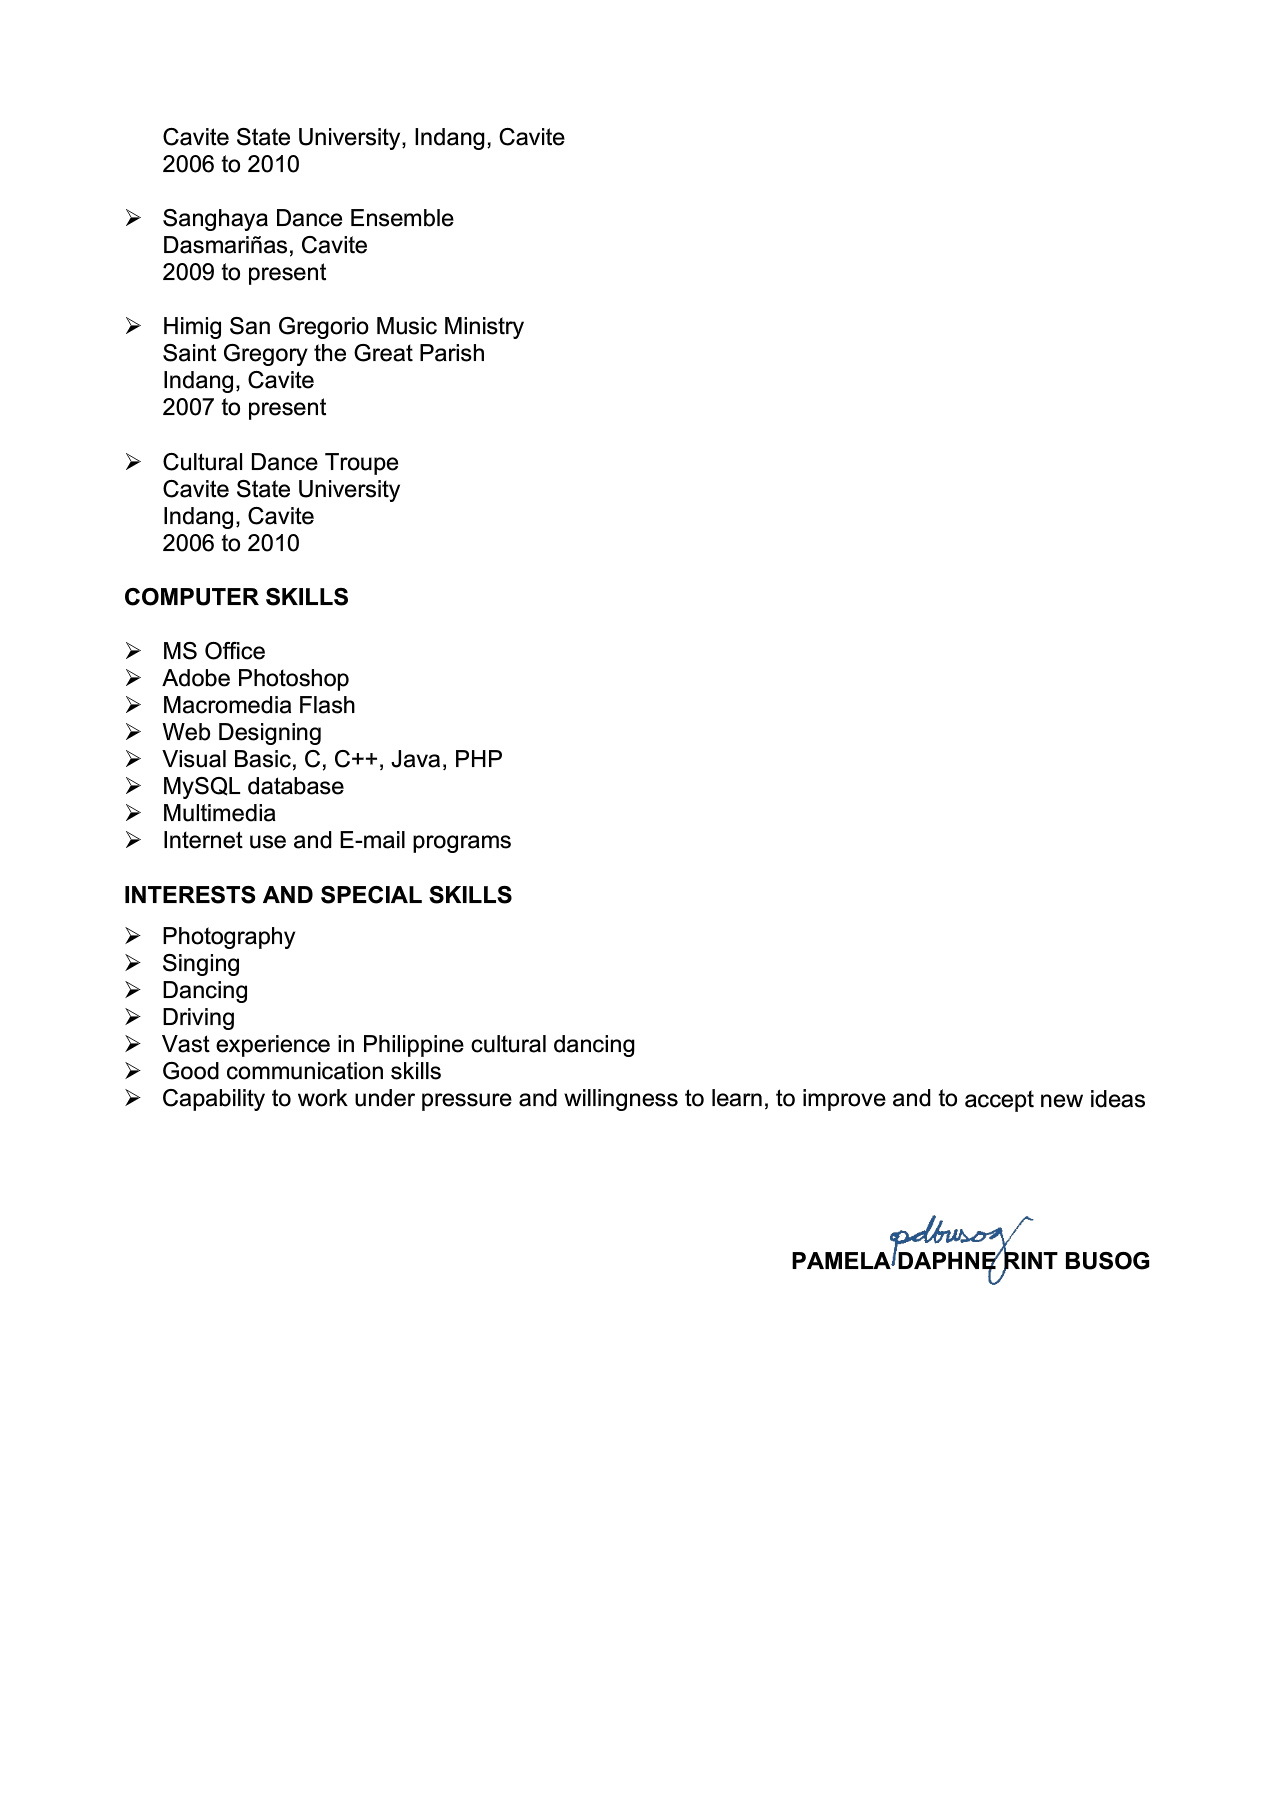 Cavite State University, Indang, Cavite
2006 to 2010
➢ Sanghaya Dance Ensemble
Dasmariñas, Cavite
2009 to present
➢ Himig San Gregorio Music Ministry
Saint Gregory the Great Parish
Indang, Cavite
2007 to present
➢ Cultural Dance Troupe
Cavite State University
Indang, Cavite
2006 to 2010
COMPUTER SKILLS
➢ MS Office
➢ Adobe Photoshop
➢ Macromedia Flash
➢ Web Designing
➢ Visual Basic, C, C++, Java, PHP
➢ MySQL database
➢ Multimedia
➢ Internet use and E-mail programs
INTERESTS AND SPECIAL SKILLS
➢ Photography
➢ Singing
➢ Dancing
➢ Driving
➢ Vast experience in Philippine cultural dancing
➢ Good communication skills
➢ Capability to work under pressure and willingness to learn, to improve and to accept new ideas
pdbusog
PAMELA DAPHNE RINT BUSOG